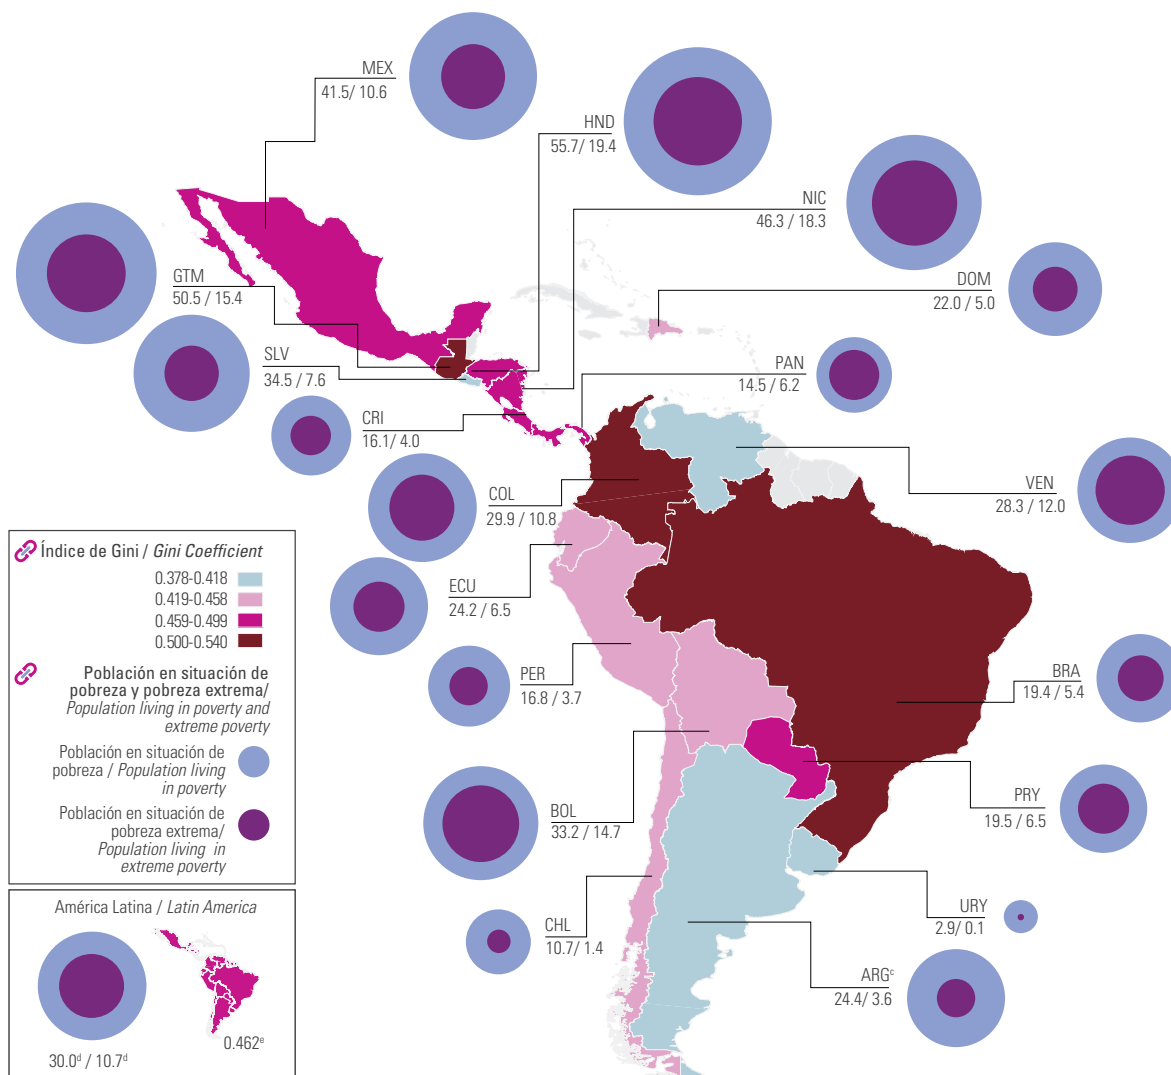 MEX
41.5/ 10.6
HND
55.7/ 19.4
NIC
46.3 / 18.3
GTM
50.5 / 15.4
DOM
22.0 / 5.0
SLV
34.5 / 7.6
PAN
14.5 / 6.2
CRI
16.1/ 4.0
COL
29.9 / 10.8
VEN
28.3 / 12.0
Índice de Gini / Gini Coefficient
0.378-0.418
0.419-0.458
0.459-0.499
0.500-0.540
Población en situación de
pobreza y pobreza extrema/
Population living in poverty and
extreme poverty
Población en situación de
pobreza / Population living
in poverty
Población en situación de
pobreza extrema/
Population living in
extreme poverty
ECU
24.2 / 6.5
PER
16.8 / 3.7
BRA
19.4 / 5.4
BOL
33.2 / 14.7
PRY
19.5 / 6.5
CHL
10.7/ 1.4
URY
2.9/ 0.1
ARGᶜ
24.4/ 3.6
América Latina / Latin America
0.462ᵉ
30.0ᵈ / 10.7ᵈ